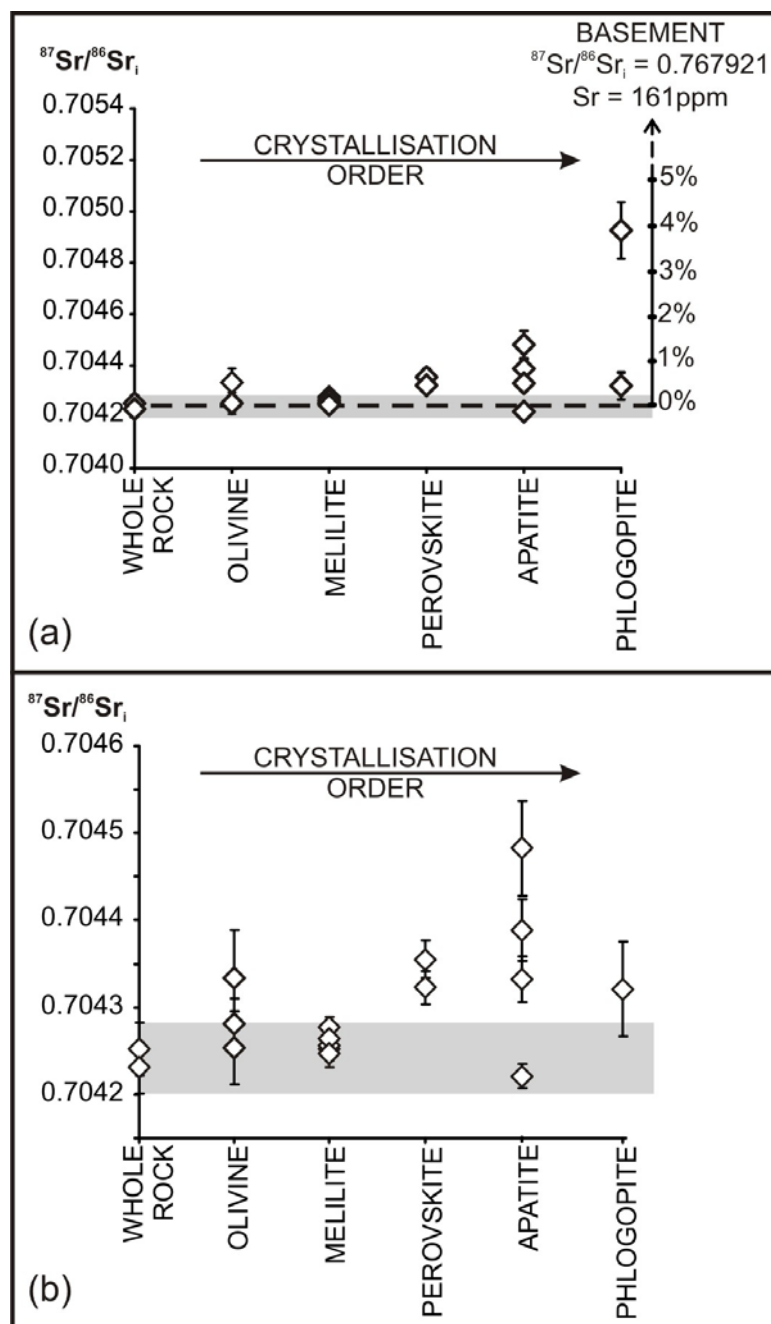 BASEMENT
⁸⁷Sr/⁸⁶Srᵢ = 0.767921
Sr = 161ppm
⁸⁷Sr/⁸⁶Srᵢ
0.7054
0.7052
0.7050
0.7048
0.7046
0.7044
0.7042
0.7040
CRYSTALLISATION
ORDER
5%
4%
3%
2%
1%
0%
WHOLE
ROCK
OLIVINE
MELILITE
PEROVSKITE
APATITE
PHLOGOPITE
(a)
⁸⁷Sr/⁸⁶Srᵢ
0.7046
0.7045
0.7044
0.7043
0.7042
CRYSTALLISATION
ORDER
WHOLE
ROCK
OLIVINE
MELILITE
PEROVSKITE
APATITE
PHLOGOPITE
(b)